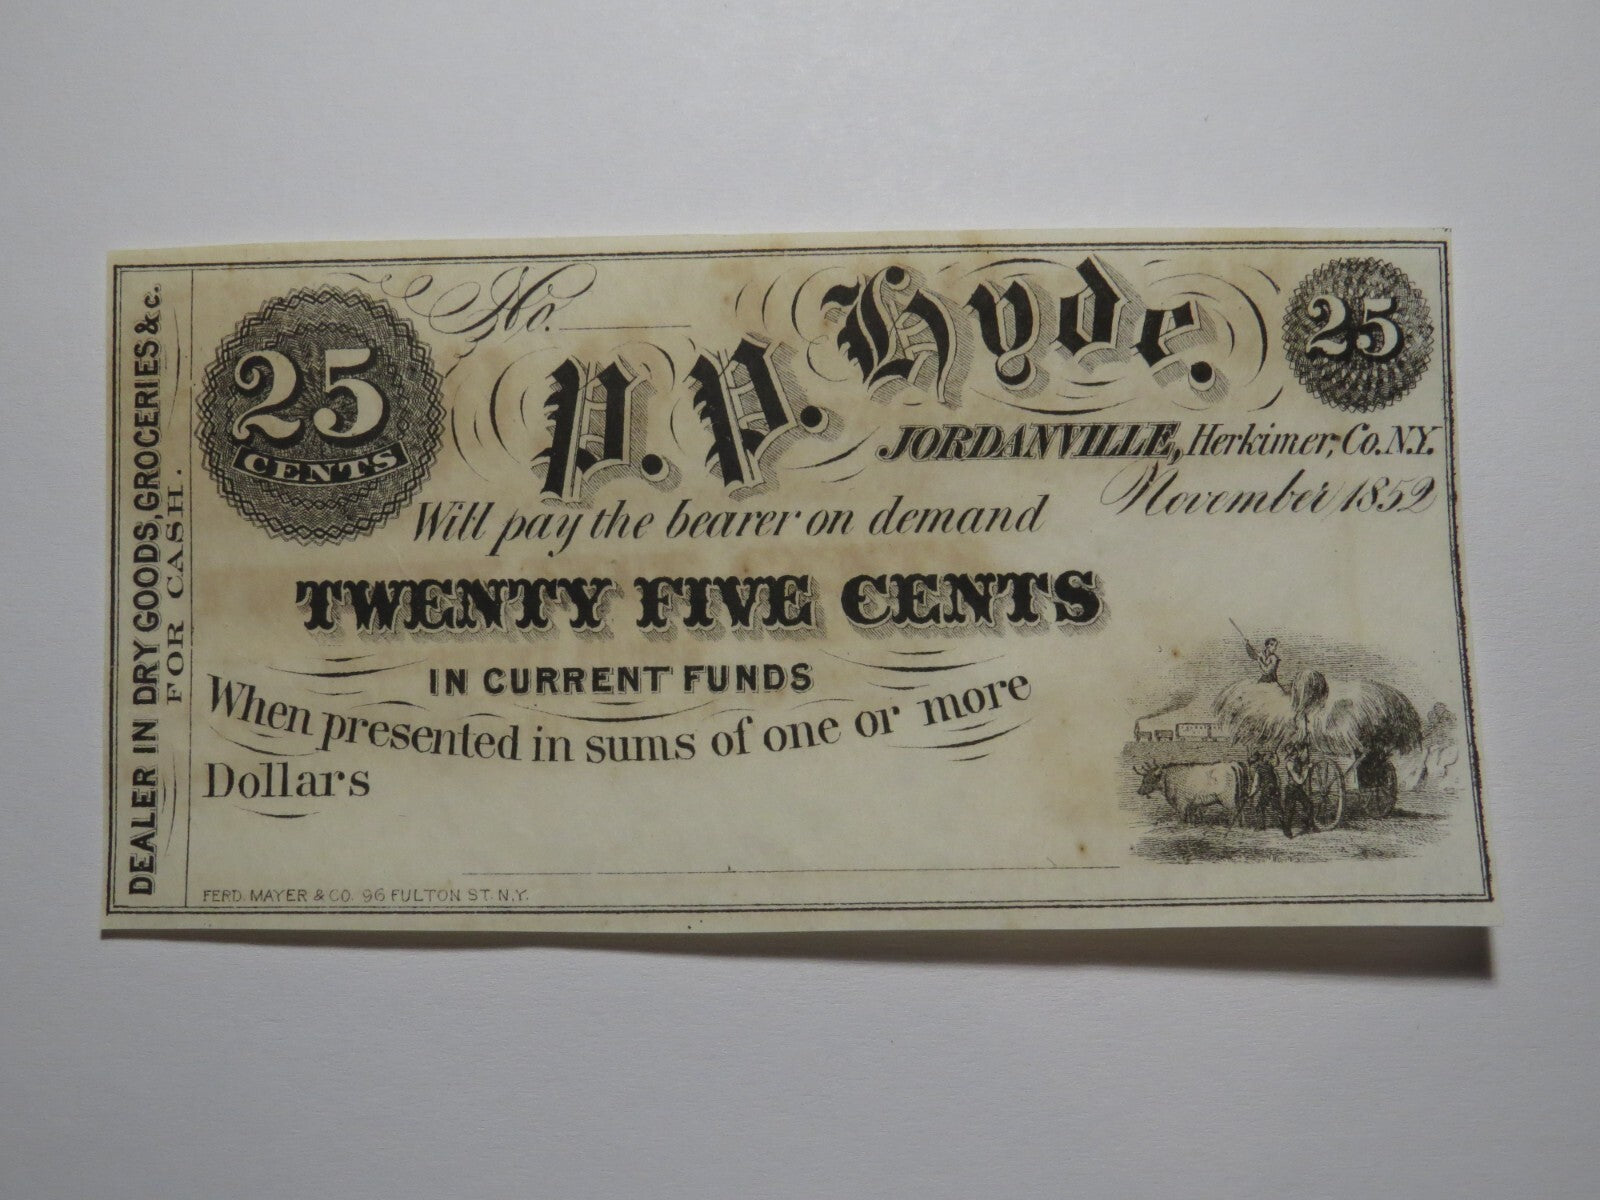 DEALER IN DRY GOODS, GROCERIES & c.
FOR CASH.
25
CENTS
No.
P. P. Hyde.
25
JORDANVILLE, Herkimer, Co. N.Y.
November 1852
Will pay the bearer on demand
TWENTY FIVE CENTS
IN CURRENT FUNDS
When presented in sums of one or more
Dollars
FERD. MAYER & CO. 96 FULTON ST. N.Y.